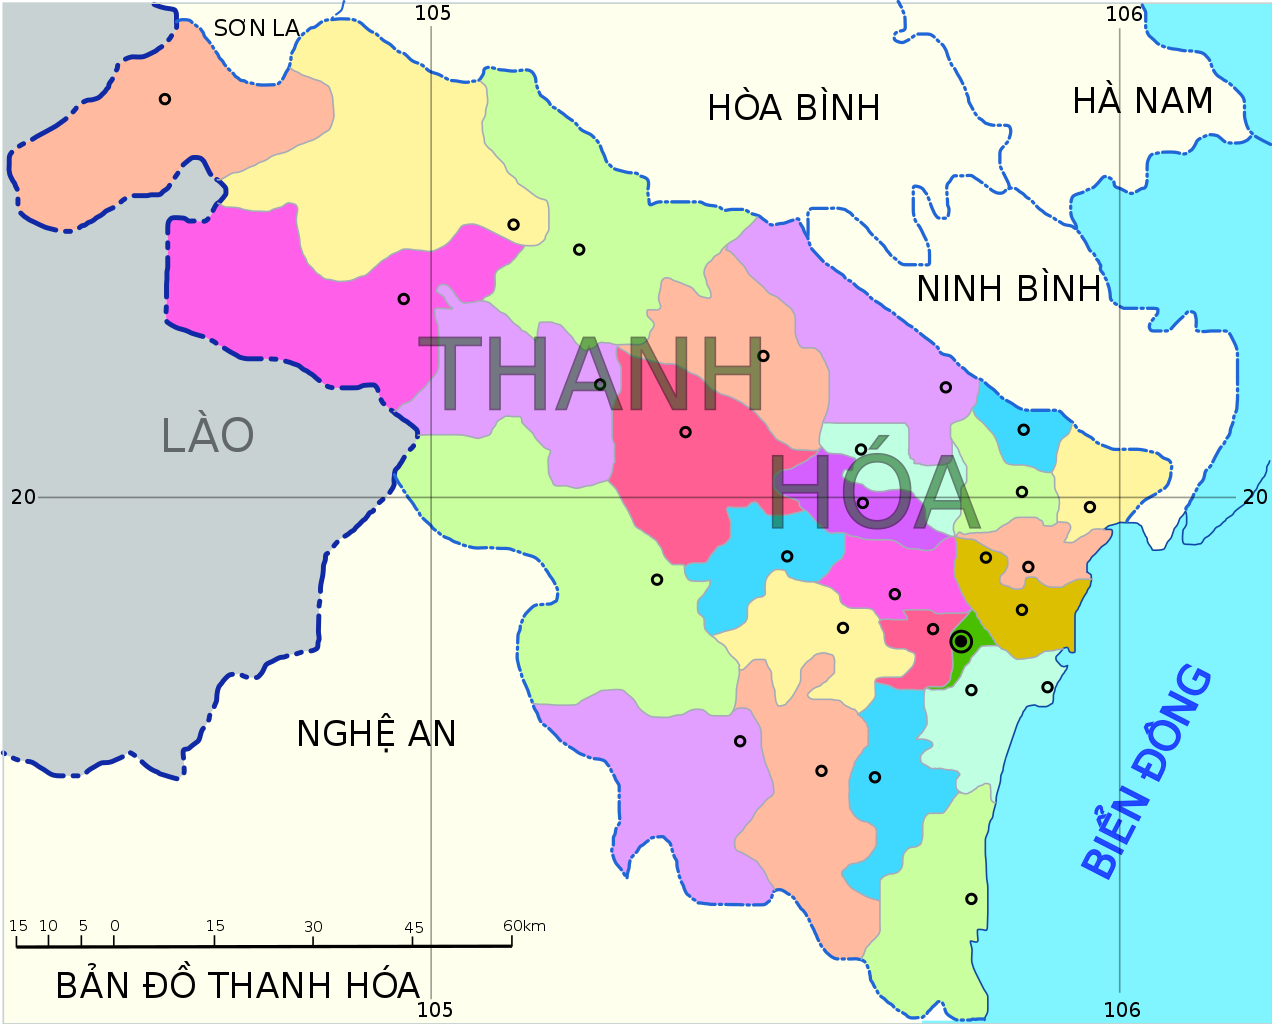 105
106
SƠN LA
HÒA BÌNH
HÀ NAM
NINH BÌNH
THANH
LÀO
HÓA
20
20
NGHỆ AN
BIỂN ĐÔNG
15 10 5 0 15 30 45 60km
BẢN ĐỒ THANH HÓA
105
106